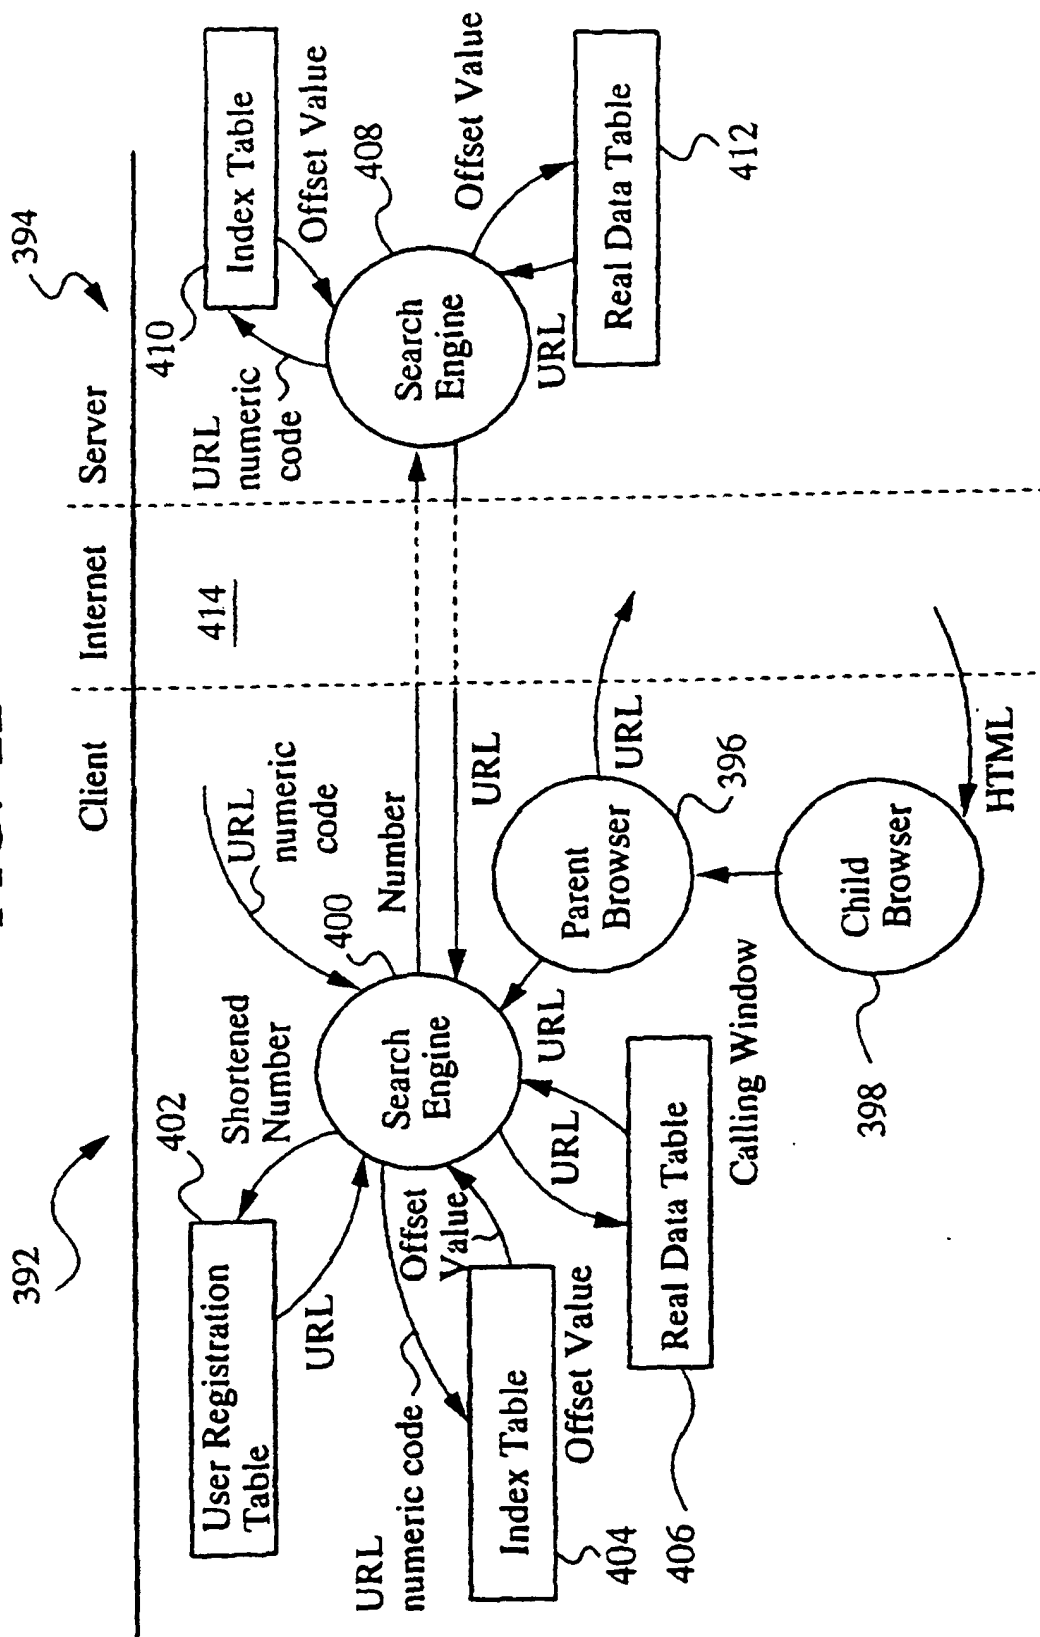 392
394
Client
Internet
Server
402
User Registration
Table
Shortened
Number
URL
URL
numeric
code
400
Search
Engine
Number
URL
414
URL
numeric
code
410
Index Table
Offset Value
408
Search
Engine
Offset Value
URL
Real Data Table
412
URL
numeric code
Offset
Value
Index Table
404
Offset Value
URL
URL
Real Data Table
406
Parent
Browser
URL
396
Calling Window
Child
Browser
398
HTML